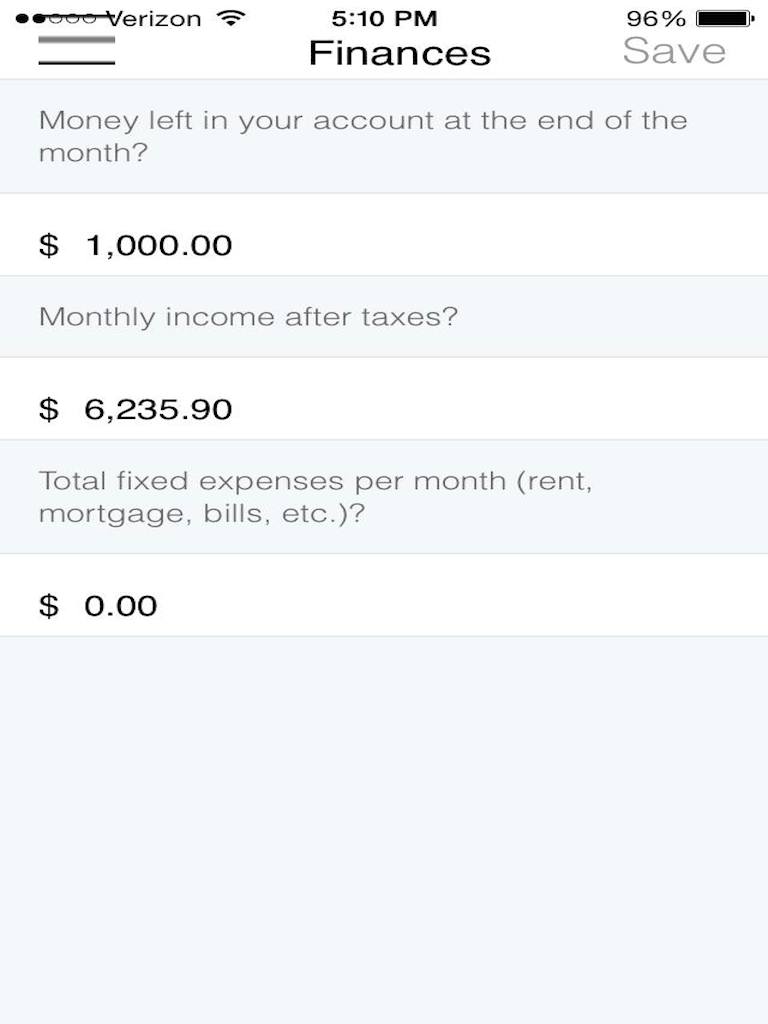 Verizon 5:10 PM 96%
Finances Save
Money left in your account at the end of the
month?
$ 1,000.00
Monthly income after taxes?
$ 6,235.90
Total fixed expenses per month (rent,
mortgage, bills, etc.)?
$ 0.00